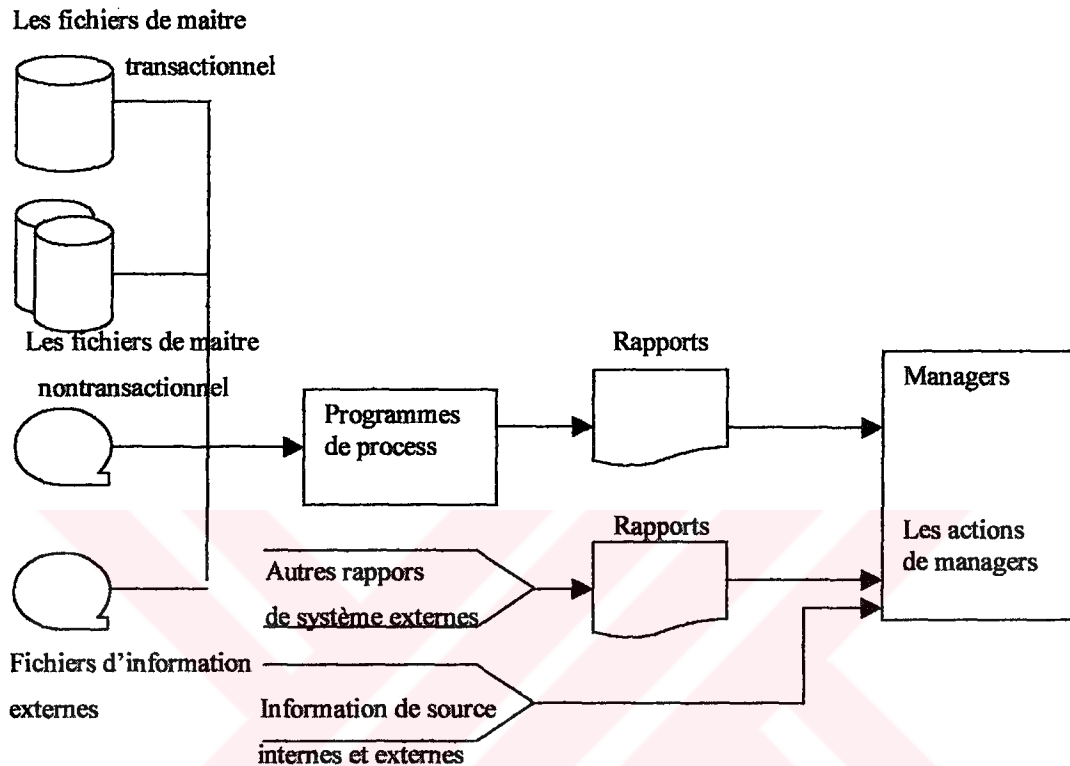 Les fichiers de maitre
transactionnel
Les fichiers de maitre
nontransactionnel
Rapports
Managers
Programmes
de process
Rapports
Les actions
de managers
Autres rappors
de système externes
Fichiers d'information
externes
Information de source
internes et externes